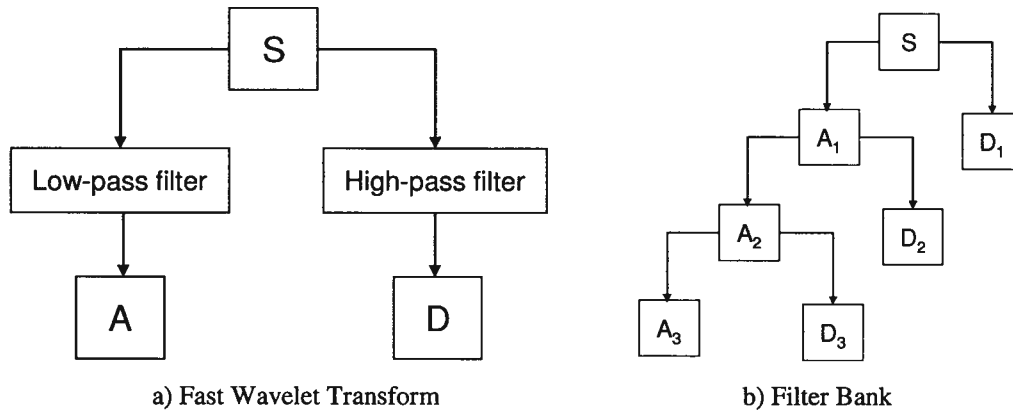 S
Low-pass filter
High-pass filter
A
D
a) Fast Wavelet Transform
S
A₁
D₁
A₂
D₂
A₃
D₃
b) Filter Bank